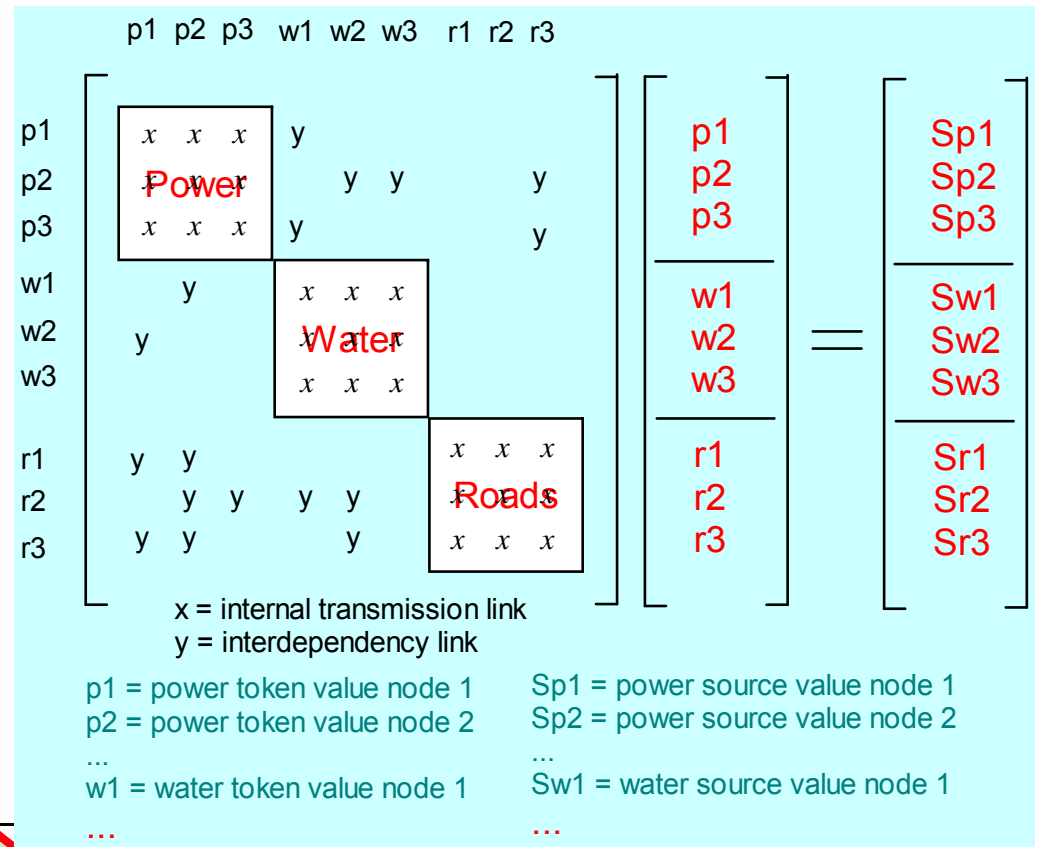 p1 p2 p3 w1 w2 w3 r1 r2 r3
p1 x x x y p1 Sp1
p2 x x x Power y y y p2 Sp2
p3 x x x y y p3 Sp3
w1 y x x x w1 Sw1
w2 y x x x Water w2 = Sw2
w3 x x x w3 Sw3
r1 y y x x x r1 Sr1
r2 y y y y x x x Roads r2 Sr2
r3 y y y x x x r3 Sr3
x = internal transmission link
y = interdependency link
p1 = power token value node 1
p2 = power token value node 2
...
w1 = water token value node 1
...
Sp1 = power source value node 1
Sp2 = power source value node 2
...
Sw1 = water source value node 1
...